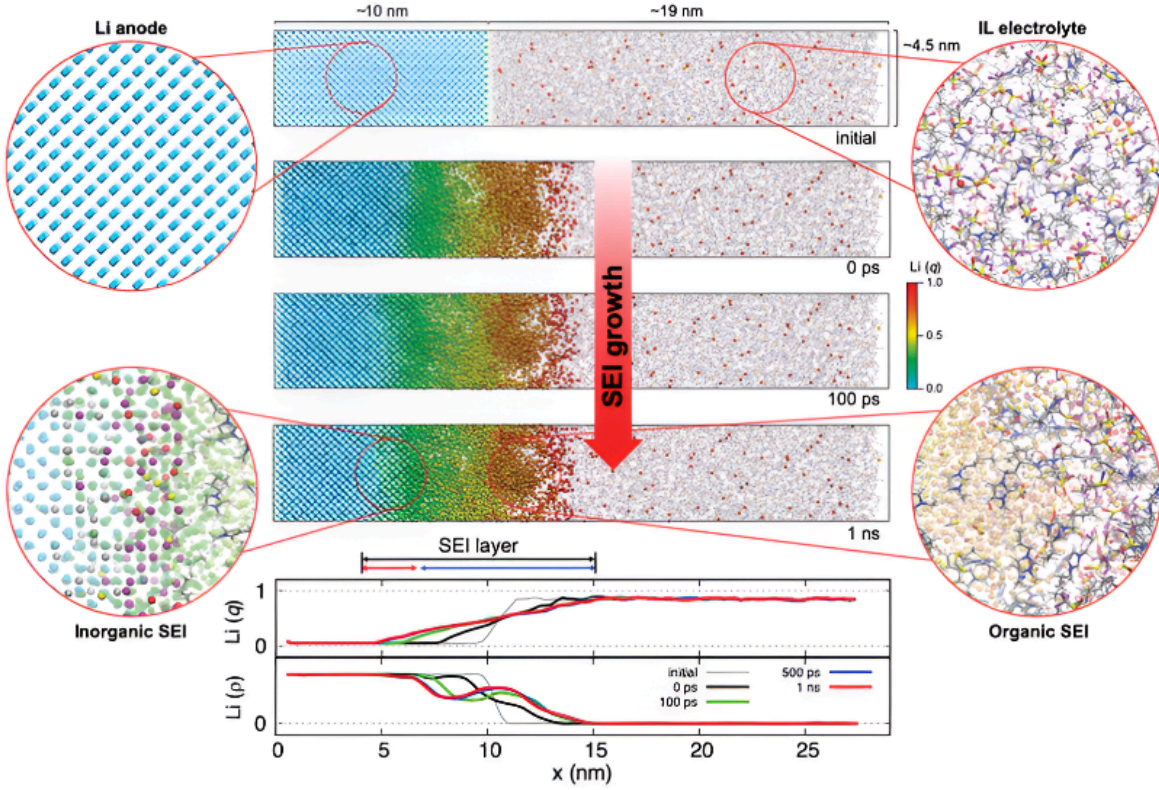 ~10 nm
~19 nm
Li anode
IL electrolyte
~4.5 nm
initial
0 ps
Li (q)
1.0
0.5
0.0
100 ps
SEI growth
1 ns
SEI layer
Inorganic SEI
Organic SEI
Li (q)
1
0
Li (ρ)
0
initial
0 ps
100 ps
500 ps
1 ns
0 5 10 15 20 25
x (nm)